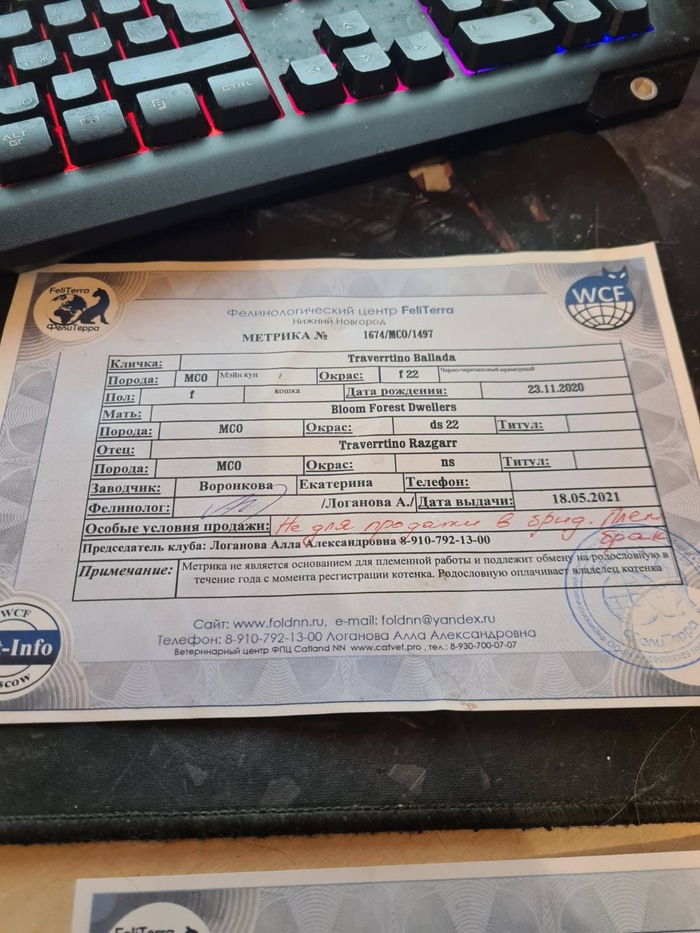 CTRL
ALT GT
FeliTerra
ФелиТерра
WCF
Фелинологический центр FeliTerra
Нижний Новгород
МЕТРИКА № 1674/MCO/1497
Кличка: Traverrtino Ballada
Порода: MCO Мэйн кун Окрас: f 22 Черно-черепаховый мраморный
Пол: f кошка Дата рождения: 23.11.2020
Мать: Bloom Forest Dwellers
Порода: MCO Окрас: ds 22 Титул:
Отец: Traverrtino Razgarr
Порода: MCO Окрас: ns Титул:
Заводчик: Воронкова Екатерина Телефон:
Фелинолог: /Логанова А./ Дата выдачи: 18.05.2021
Особые условия продажи: Не для продажи в брид. Плем
брак
Председатель клуба: Логанова Алла Александровна 8-910-792-13-00
Примечание: Метрика не является основанием для племенной работы и подлежит обмену на родословную в
течение года с момента регистрации котенка. Родословную оплачивает владелец котенка
WCF
t-Info
scow
Сайт: www.foldnn.ru, e-mail: foldnn@yandex.ru
Телефон: 8-910-792-13-00 Логанова Алла Александровна
Ветеринарный центр ФПЦ Catland NN www.catvet.pro , тел.: 8-930-700-07-07
FeliTerra